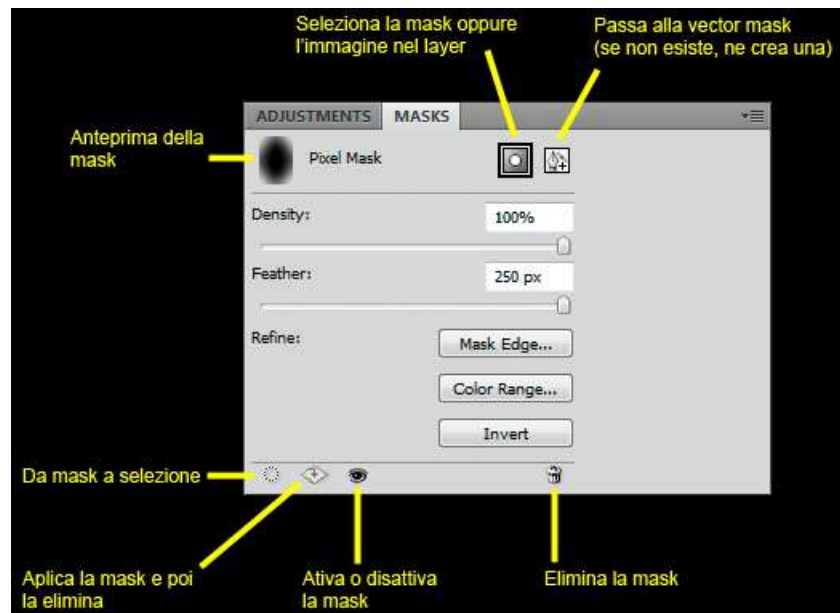 Seleziona la mask oppure
l'immagine nel layer
Passa alla vector mask
(se non esiste, ne crea una)
ADJUSTMENTS MASKS
Anteprima della
mask
Pixel Mask
Density: 100%
Feather: 250 px
Refine: Mask Edge...
Color Range...
Invert
Da mask a selezione
Aplica la mask e poi
la elimina
Ativa o disattiva
la mask
Elimina la mask